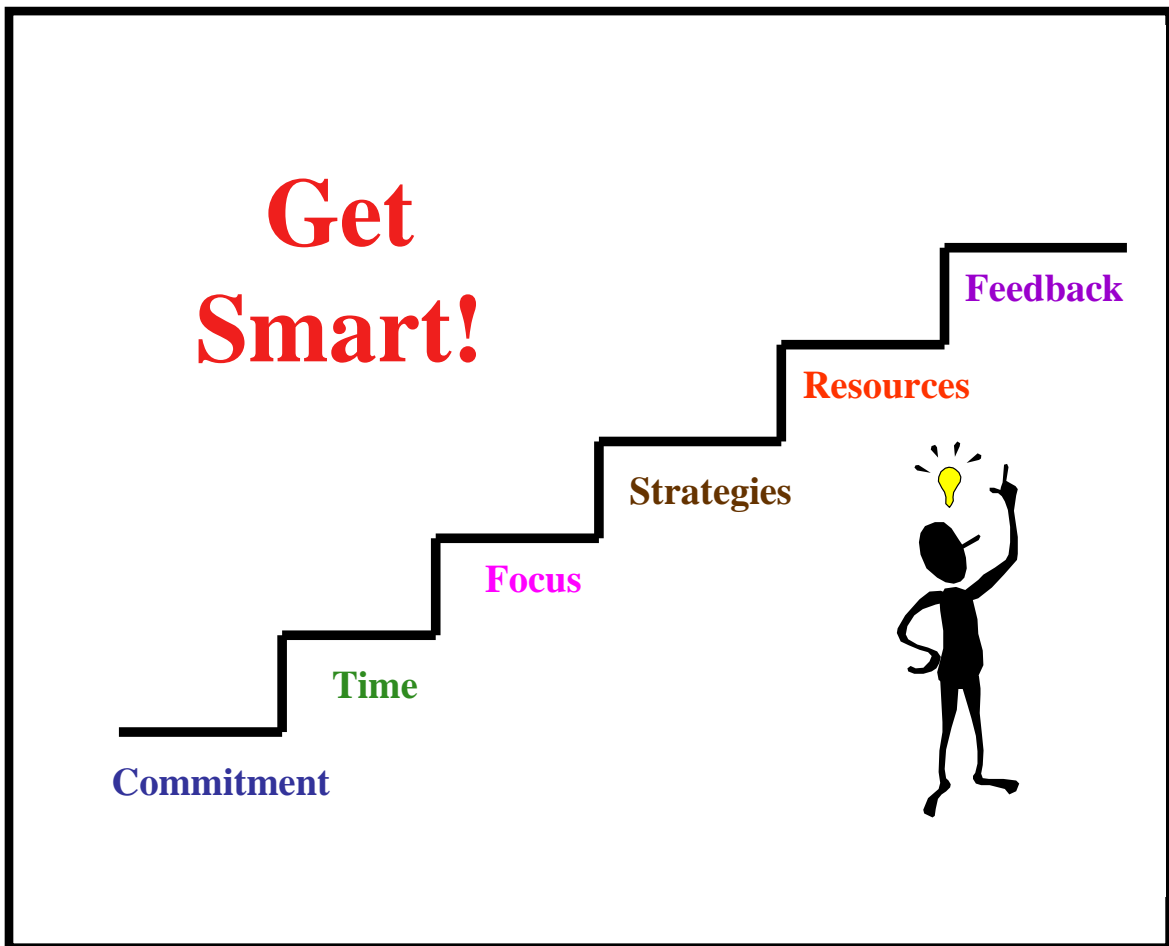 Get
Smart!
Feedback
Resources
Strategies
Focus
Time
Commitment